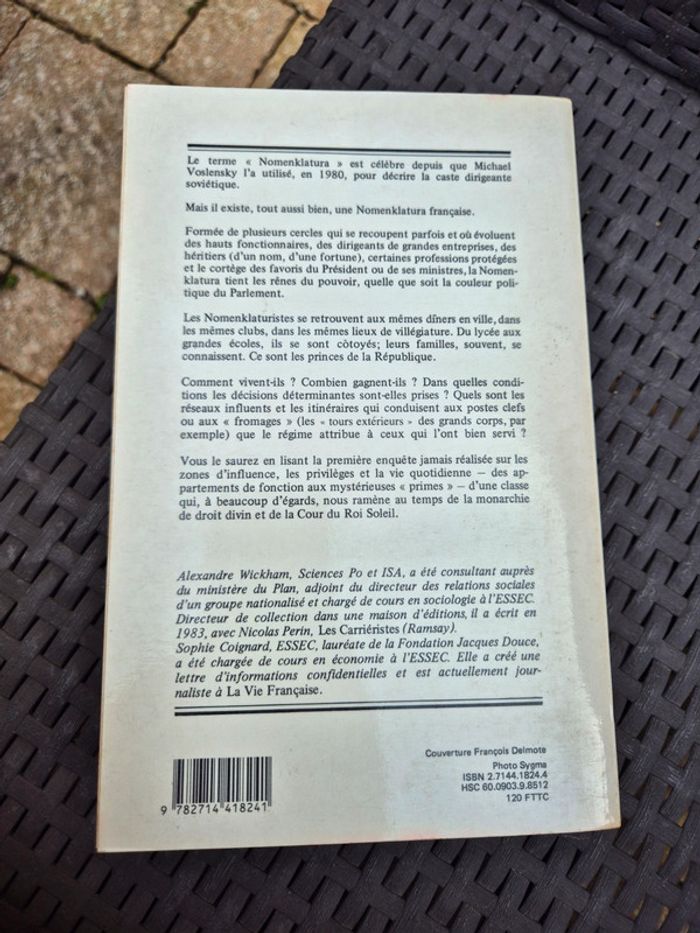 Le terme « Nomenklatura » est célèbre depuis que Michael
Voslensky l'a utilisé, en 1980, pour décrire la caste dirigeante
soviétique.
Mais il existe, tout aussi bien, une Nomenklatura française.
Formée de plusieurs cercles qui se recoupent parfois et où évoluent
des hauts fonctionnaires, des dirigeants de grandes entreprises, des
héritiers (d'un nom, d'une fortune), certaines professions protégées
et le cortège des favoris du Président ou de ses ministres, la Nomen-
klatura tient les rênes du pouvoir, quelle que soit la couleur poli-
tique du Parlement.
Les Nomenklaturistes se retrouvent aux mêmes dîners en ville, dans
les mêmes clubs, dans les mêmes lieux de villégiature. Du lycée aux
grandes écoles, ils se sont côtoyés; leurs familles, souvent, se
connaissent. Ce sont les princes de la République.
Comment vivent-ils ? Combien gagnent-ils ? Dans quelles condi-
tions les décisions déterminantes sont-elles prises ? Quels sont les
réseaux influents et les itinéraires qui conduisent aux postes clefs
ou aux « fromages » (les « tours extérieurs » des grands corps, par
exemple) que le régime attribue à ceux qui l'ont bien servi ?
Vous le saurez en lisant la première enquête jamais réalisée sur les
zones d'influence, les privilèges et la vie quotidienne – des ap-
partements de fonction aux mystérieuses « primes » – d'une classe
qui, à beaucoup d'égards, nous ramène au temps de la monarchie
de droit divin et de la Cour du Roi Soleil.
Alexandre Wickham, Sciences Po et ISA, a été consultant auprès
du ministère du Plan, adjoint du directeur des relations sociales
d'un groupe nationalisé et chargé de cours en sociologie à l'ESSEC.
Directeur de collection dans une maison d'éditions, il a écrit en
1983, avec Nicolas Perin, Les Carriéristes (Ramsay).
Sophie Coignard, ESSEC, lauréate de la Fondation Jacques Douce,
a été chargée de cours en économie à l'ESSEC. Elle a créé une
lettre d'informations confidentielles et est actuellement jour-
naliste à La Vie Française.
Couverture François Delmote
Photo Sygma
ISBN 2.7144.1824.4
HSC 60.0903.9.8512
120 FTTC
9 782714 418241